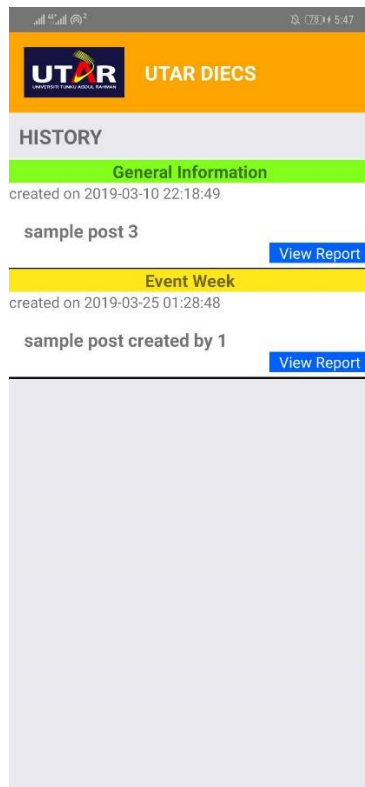 78 5:47
UTAR
UNIVERSITI TUNKU ABDUL RAHMAN
UTAR DIECS
HISTORY
General Information
created on 2019-03-10 22:18:49
sample post 3
View Report
Event Week
created on 2019-03-25 01:28:48
sample post created by 1
View Report